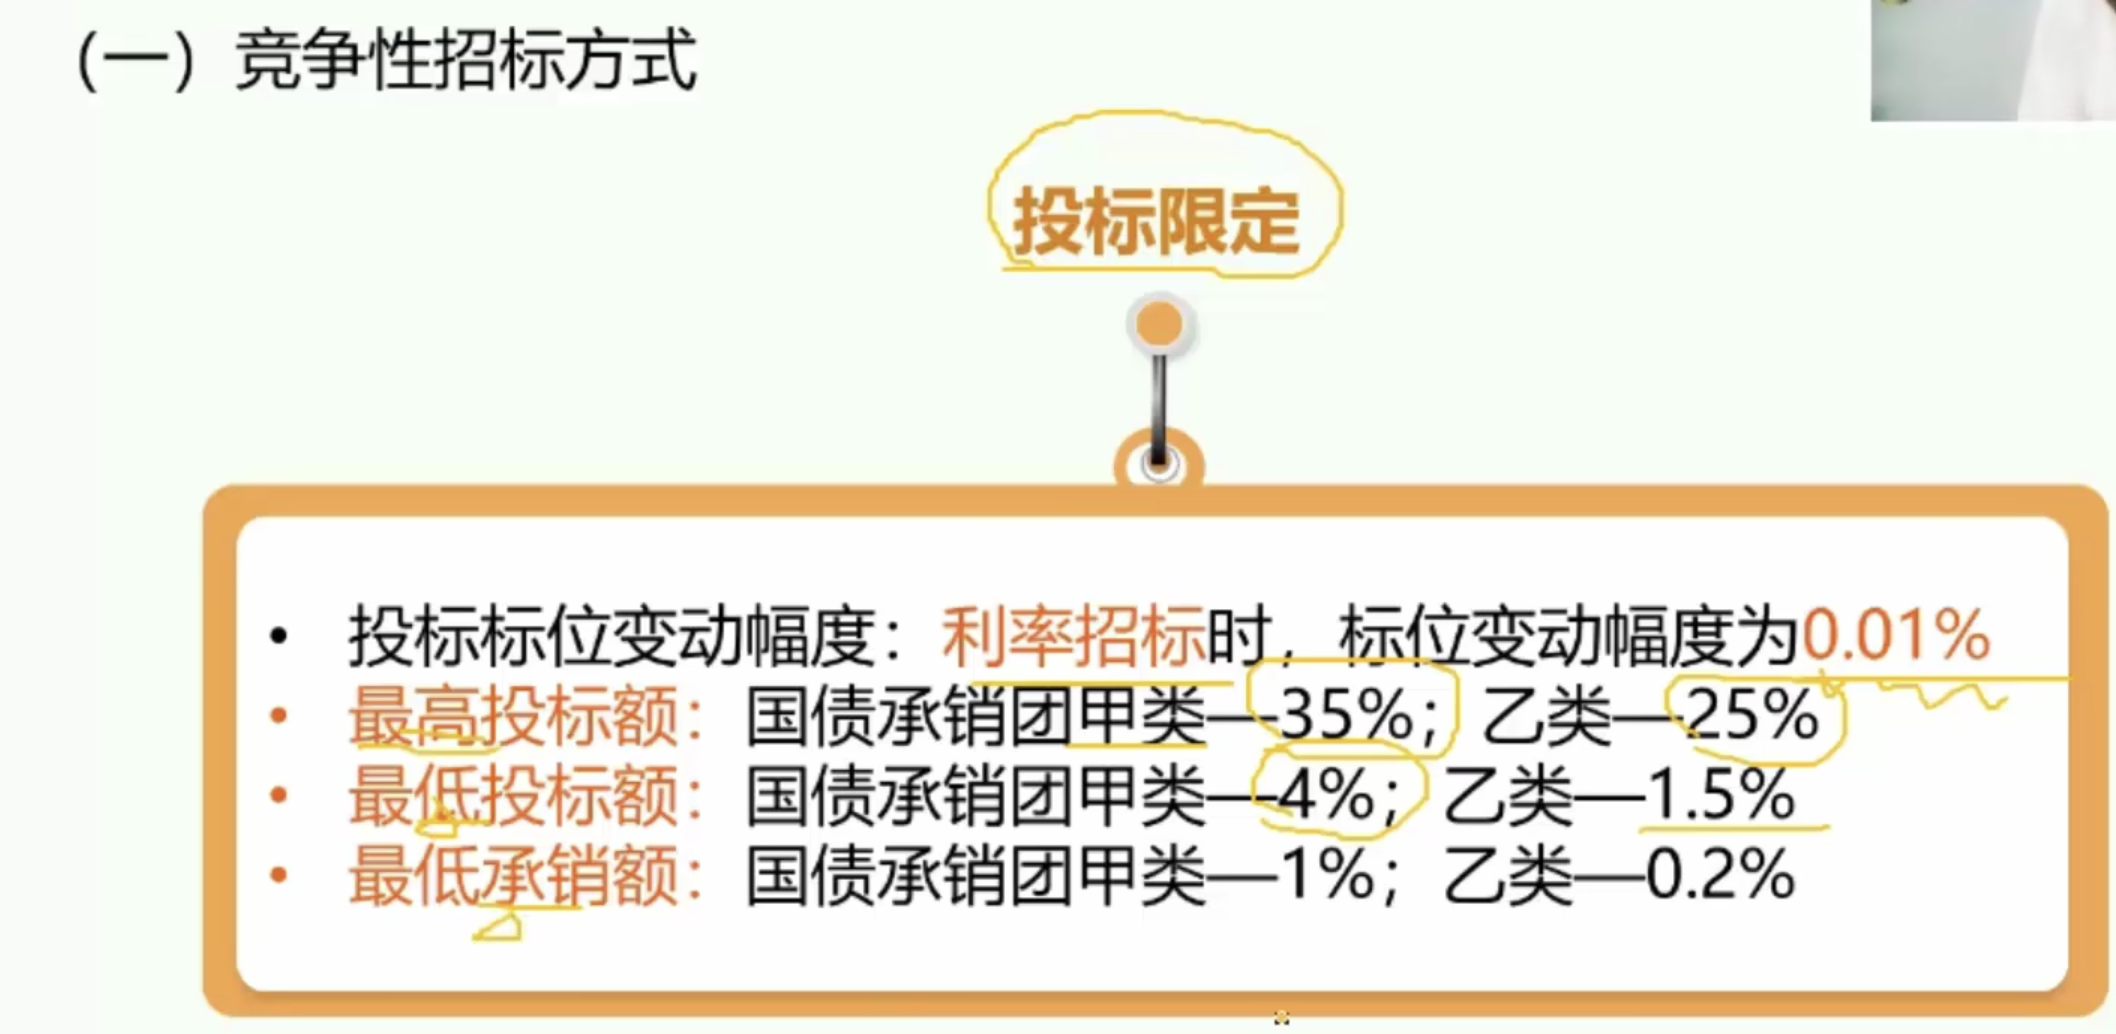 （一）竞争性招标方式
投标限定
• 投标标位变动幅度：利率招标时，标位变动幅度为0.01%
• 最高投标额：国债承销团甲类—35%；乙类—25%
• 最低投标额：国债承销团甲类—4%；乙类—1.5%
• 最低承销额：国债承销团甲类—1%；乙类—0.2%